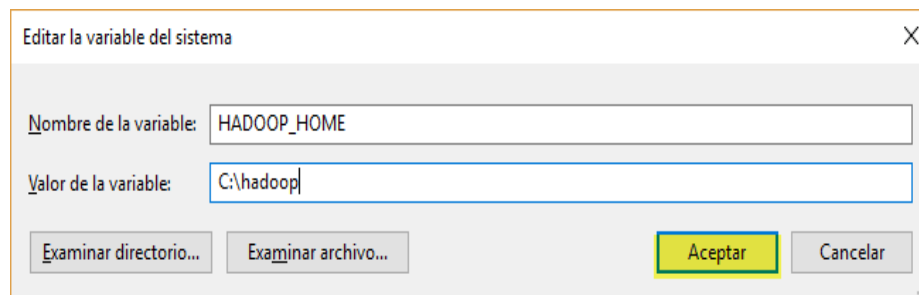 Editar la variable del sistema
Nombre de la variable: HADOOP_HOME
Valor de la variable: C:\hadoop
Examinar directorio... Examinar archivo... Aceptar Cancelar